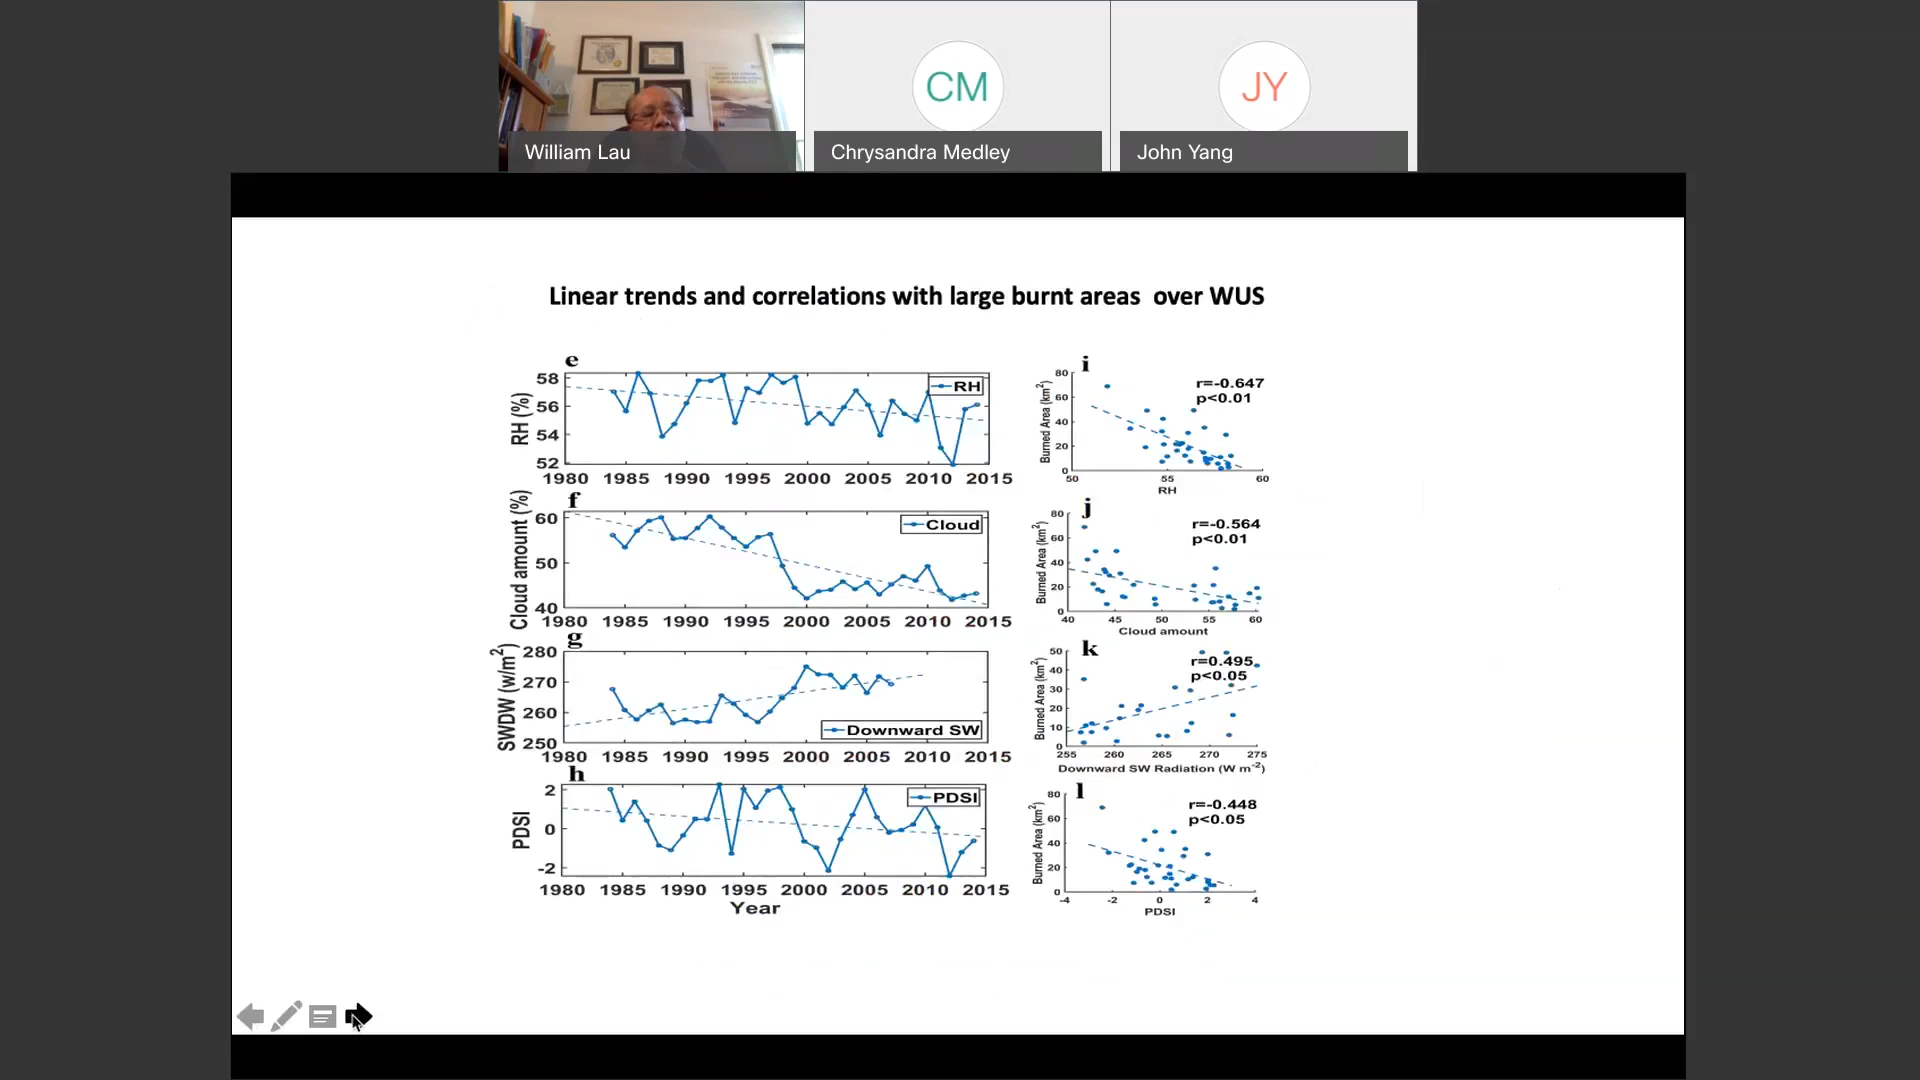 CM
JY
William Lau
Chrysandra Medley
John Yang
Linear trends and correlations with large burnt areas over WUS
e
RH (%)
58
56
54
52
RH
1980 1985 1990 1995 2000 2005 2010 2015
i
Burned Area (km2)
80
60
40
20
0
r=-0.647
p<0.01
50 55 60
RH
f
Cloud amount (%)
60
50
40
Cloud
1980 1985 1990 1995 2000 2005 2010 2015
j
Burned Area (km2)
80
60
40
20
0
r=-0.564
p<0.01
40 45 50 55 60
Cloud amount
g
SWDW (w/m2)
280
270
260
250
Downward SW
1980 1985 1990 1995 2000 2005 2010 2015
k
Burned Area (km2)
50
40
30
20
10
0
r=0.495
p<0.05
255 260 265 270 275
Downward SW Radiation (W m-2)
h
PDSI
2
0
-2
PDSI
1980 1985 1990 1995 2000 2005 2010 2015
Year
l
Burned Area (km2)
80
60
40
20
0
r=-0.448
p<0.05
-4 -2 0 2 4
PDSI